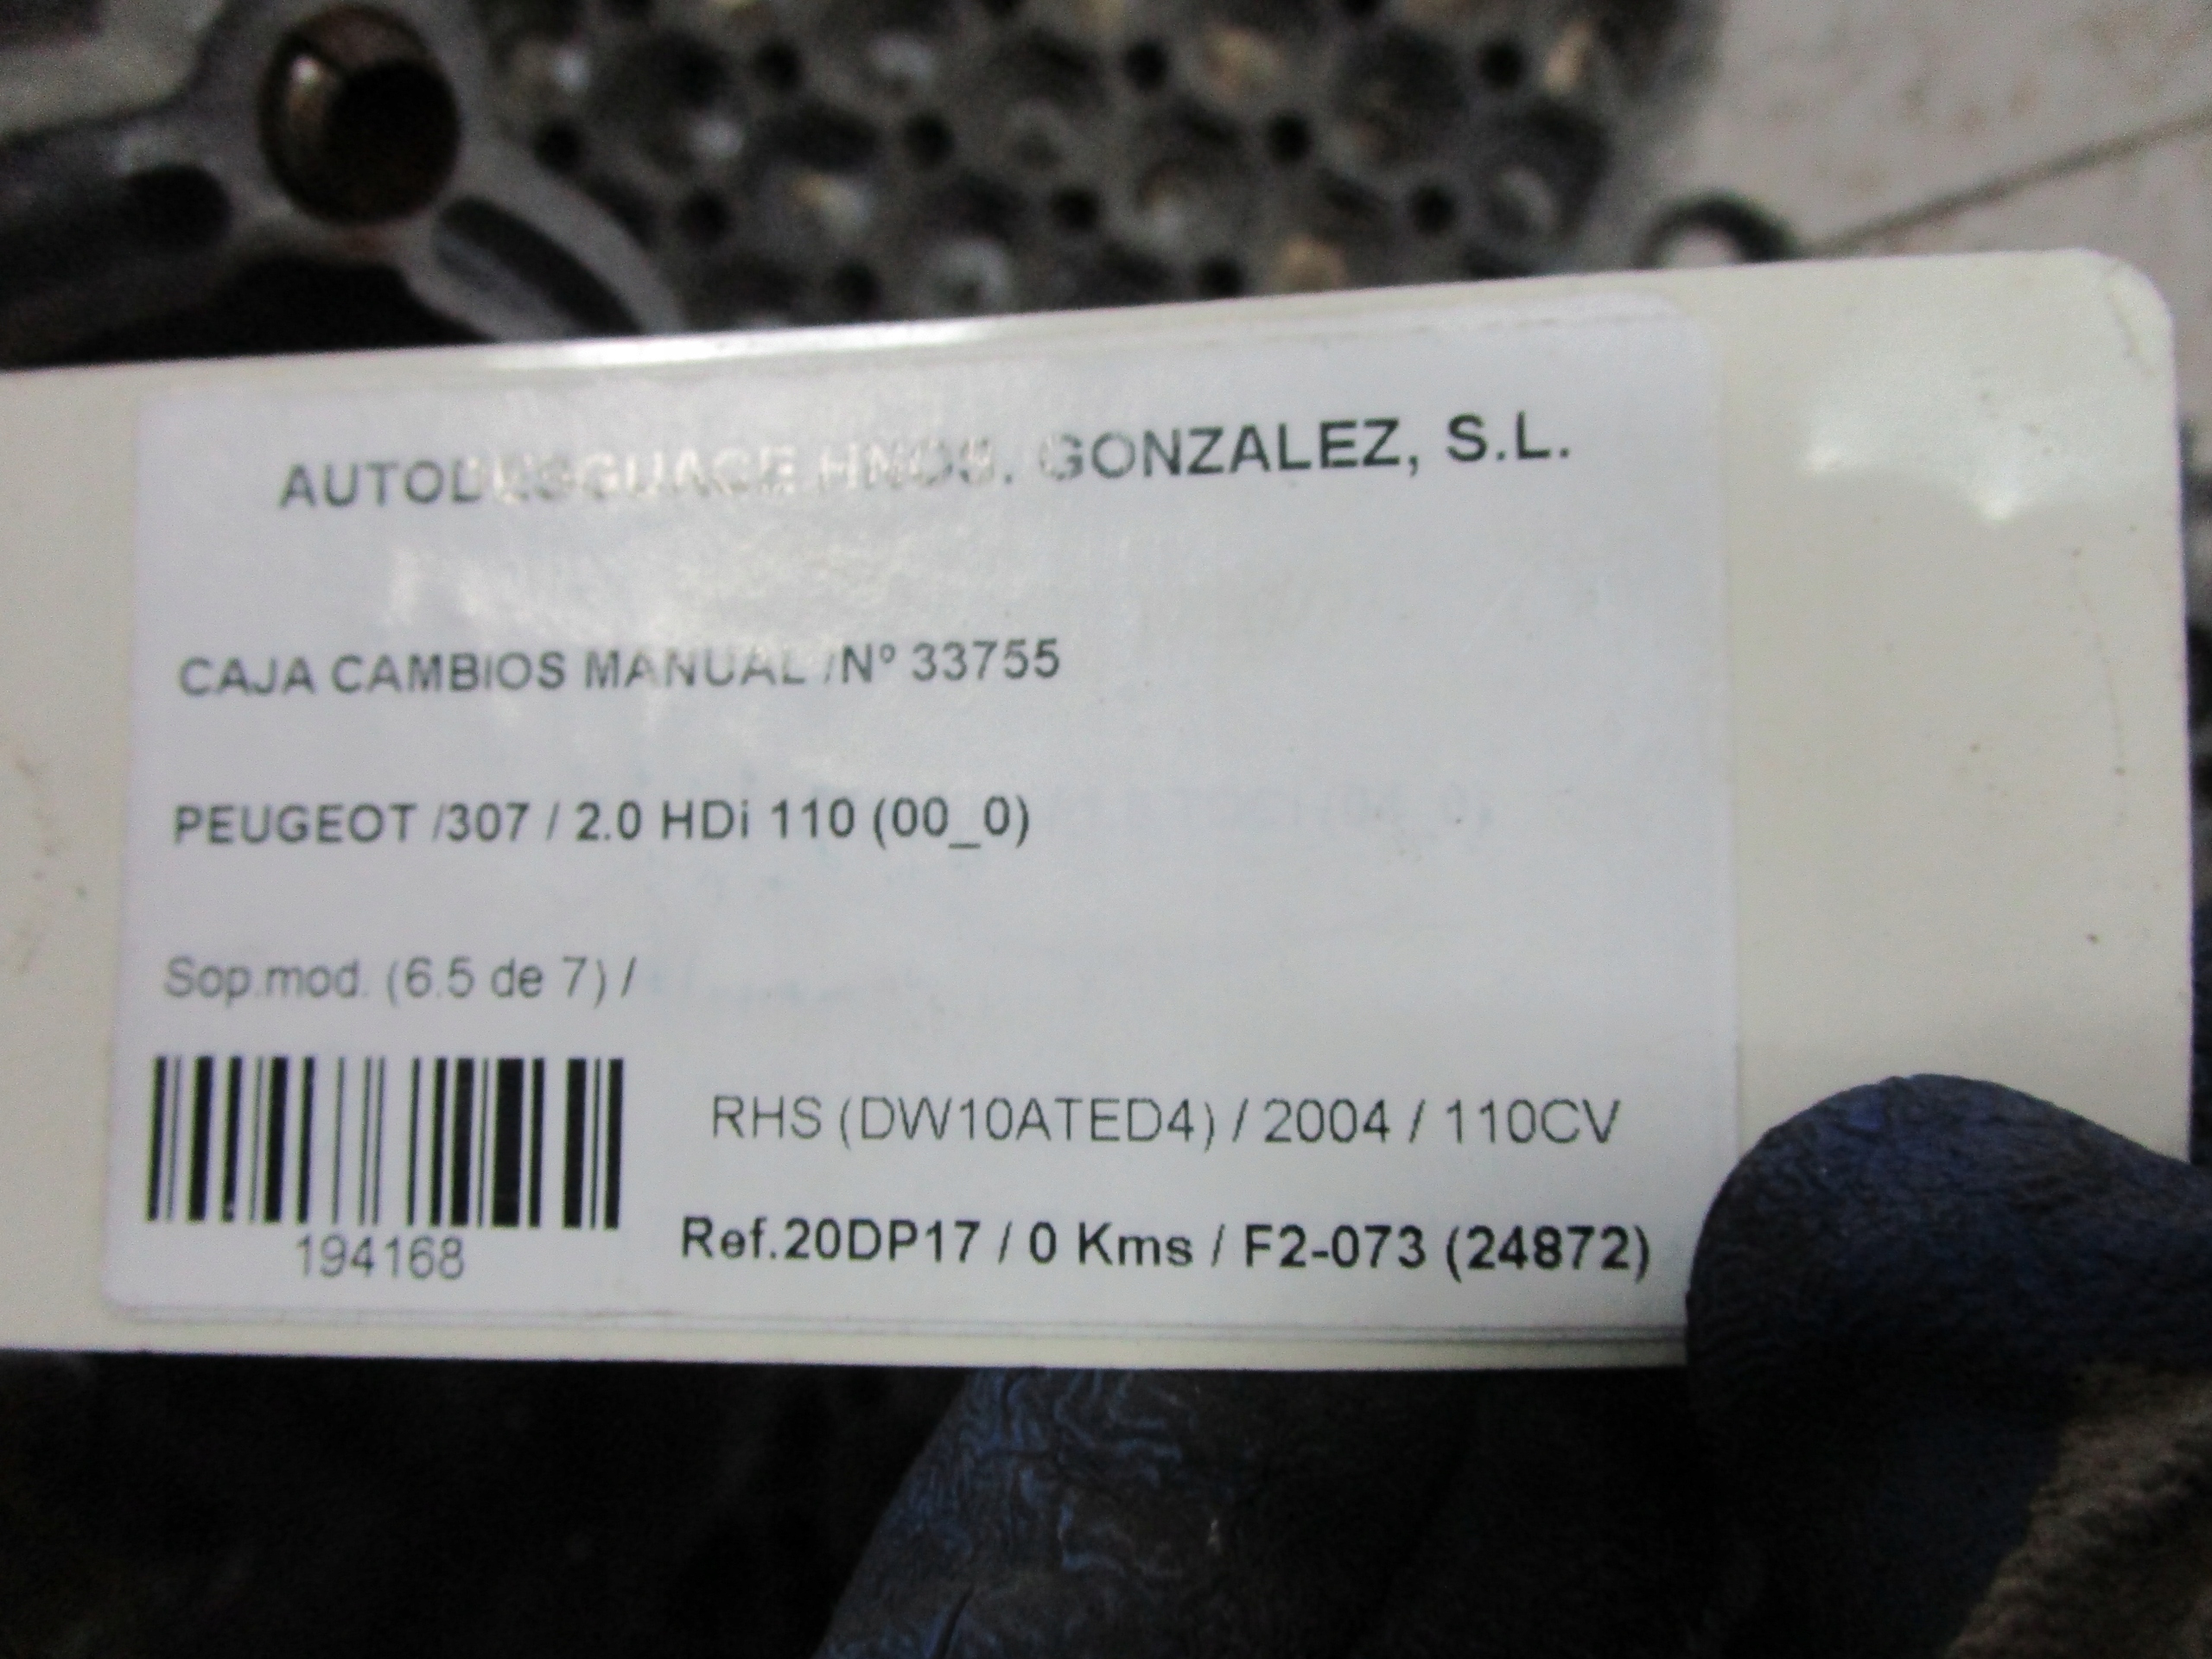 AUTODESGUACE HNOS. GONZALEZ, S.L.
CAJA CAMBIOS MANUAL /Nº 33755
PEUGEOT /307 / 2.0 HDi 110 (00_0)
Sop.mod. (6.5 de 7) /
RHS (DW10ATED4) / 2004 / 110CV
194168
Ref.20DP17 / 0 Kms / F2-073 (24872)